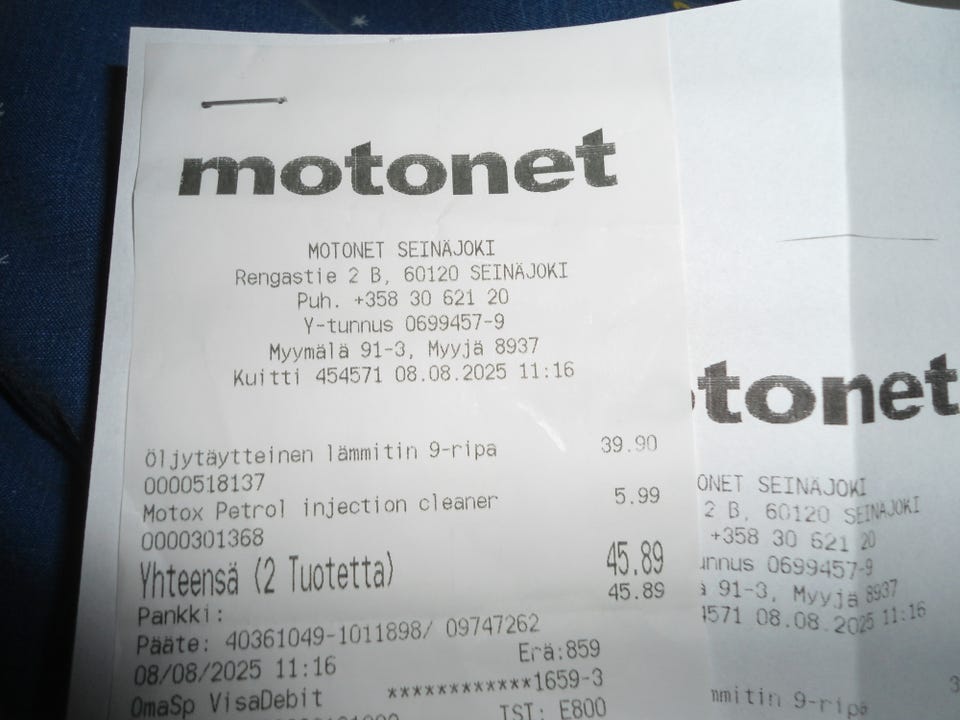 motonet
MOTONET SEINÄJOKI
Rengastie 2 B, 60120 SEINÄJOKI
Puh. +358 30 621 20
Y-tunnus 0699457-9
Myymälä 91-3, Myyjä 8937
Kuitti 454571 08.08.2025 11:16
Öljytäytteinen lämmitin 9-ripa 39.90
0000518137
Motox Petrol injection cleaner 5.99
0000301368
Yhteensä (2 Tuotetta) 45.89
Pankki: 45.89
Pääte: 40361049-1011898/ 09747262
08/08/2025 11:16 Erä:859
OmaSp VisaDebit ************1659-3
TST: E800
tonet
ONET SEINÄJOKI
2 B, 60120 SEINÄJOKI
+358 30 621 20
unnus 0699457-9
ä 91-3, Myyjä 8937
4571 08.08.2025 11:16
mmitin 9-ripa 3